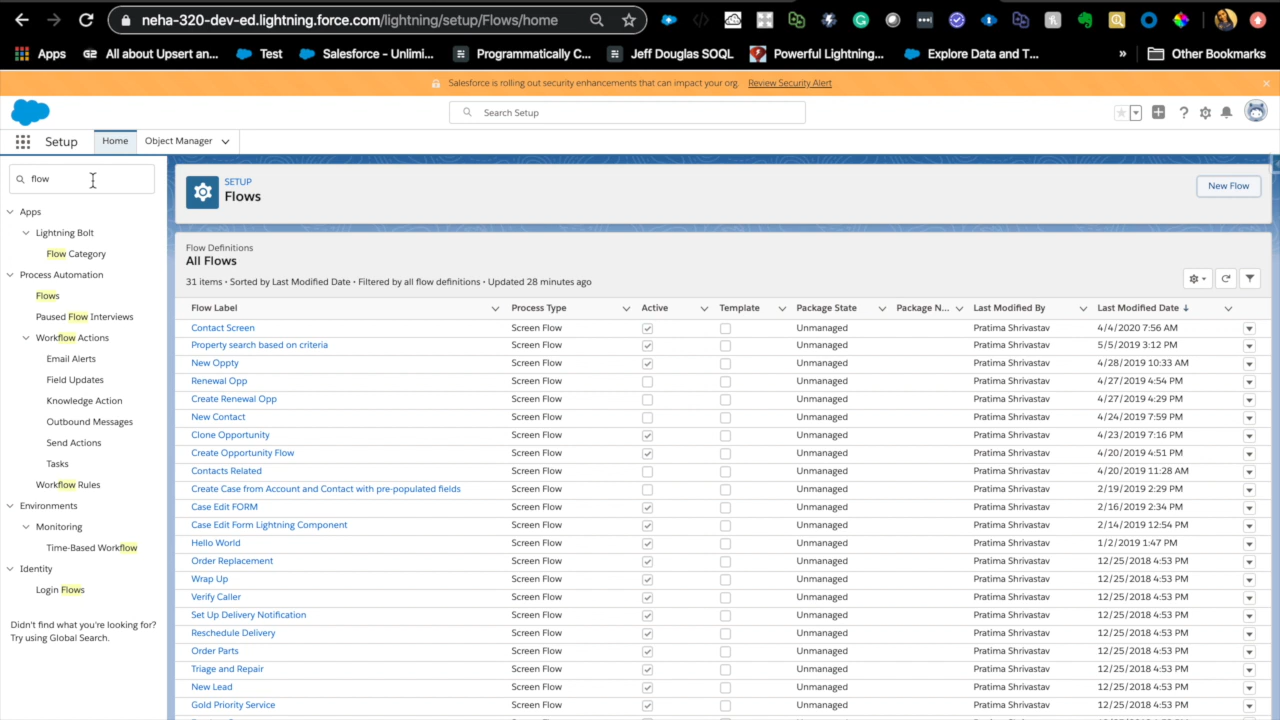 neha-320-dev-ed.lightning.force.com/lightning/setup/Flows/home
Apps
All about Upsert an...
Test
Salesforce - Unlimi...
Programmatically C...
Jeff Douglas SOQL
Powerful Lightning...
Explore Data and T...
»
Other Bookmarks
Salesforce is rolling out security enhancements that can impact your org. Review Security Alert
Search Setup
Setup
Home
Object Manager
flow
Apps
Lightning Bolt
Flow Category
Process Automation
Flows
Paused Flow Interviews
Workflow Actions
Email Alerts
Field Updates
Knowledge Action
Outbound Messages
Send Actions
Tasks
Workflow Rules
Environments
Monitoring
Time-Based Workflow
Identity
Login Flows
Didn't find what you're looking for?
Try using Global Search.
SETUP
Flows
New Flow
Flow Definitions
All Flows
31 items • Sorted by Last Modified Date • Filtered by all flow definitions • Updated 28 minutes ago
Flow Label Process Type Active Template Package State Package N... Last Modified By Last Modified Date ↓
Contact Screen Screen Flow Unmanaged Pratima Shrivastav 4/4/2020 7:56 AM
Property search based on criteria Screen Flow Unmanaged Pratima Shrivastav 5/5/2019 3:12 PM
New Oppty Screen Flow Unmanaged Pratima Shrivastav 4/28/2019 10:33 AM
Renewal Opp Screen Flow Unmanaged Pratima Shrivastav 4/27/2019 4:54 PM
Create Renewal Opp Screen Flow Unmanaged Pratima Shrivastav 4/27/2019 4:29 PM
New Contact Screen Flow Unmanaged Pratima Shrivastav 4/24/2019 7:59 PM
Clone Opportunity Screen Flow Unmanaged Pratima Shrivastav 4/23/2019 7:16 PM
Create Opportunity Flow Screen Flow Unmanaged Pratima Shrivastav 4/20/2019 4:51 PM
Contacts Related Screen Flow Unmanaged Pratima Shrivastav 4/20/2019 11:28 AM
Create Case from Account and Contact with pre-populated fields Screen Flow Unmanaged Pratima Shrivastav 2/19/2019 2:29 PM
Case Edit FORM Screen Flow Unmanaged Pratima Shrivastav 2/16/2019 2:34 PM
Case Edit Form Lightning Component Screen Flow Unmanaged Pratima Shrivastav 2/14/2019 12:54 PM
Hello World Screen Flow Unmanaged Pratima Shrivastav 1/2/2019 1:47 PM
Order Replacement Screen Flow Unmanaged Pratima Shrivastav 12/25/2018 4:53 PM
Wrap Up Screen Flow Unmanaged Pratima Shrivastav 12/25/2018 4:53 PM
Verify Caller Screen Flow Unmanaged Pratima Shrivastav 12/25/2018 4:53 PM
Set Up Delivery Notification Screen Flow Unmanaged Pratima Shrivastav 12/25/2018 4:53 PM
Reschedule Delivery Screen Flow Unmanaged Pratima Shrivastav 12/25/2018 4:53 PM
Order Parts Screen Flow Unmanaged Pratima Shrivastav 12/25/2018 4:53 PM
Triage and Repair Screen Flow Unmanaged Pratima Shrivastav 12/25/2018 4:53 PM
New Lead Screen Flow Unmanaged Pratima Shrivastav 12/25/2018 4:53 PM
Gold Priority Service Screen Flow Unmanaged Pratima Shrivastav 12/25/2018 4:53 PM